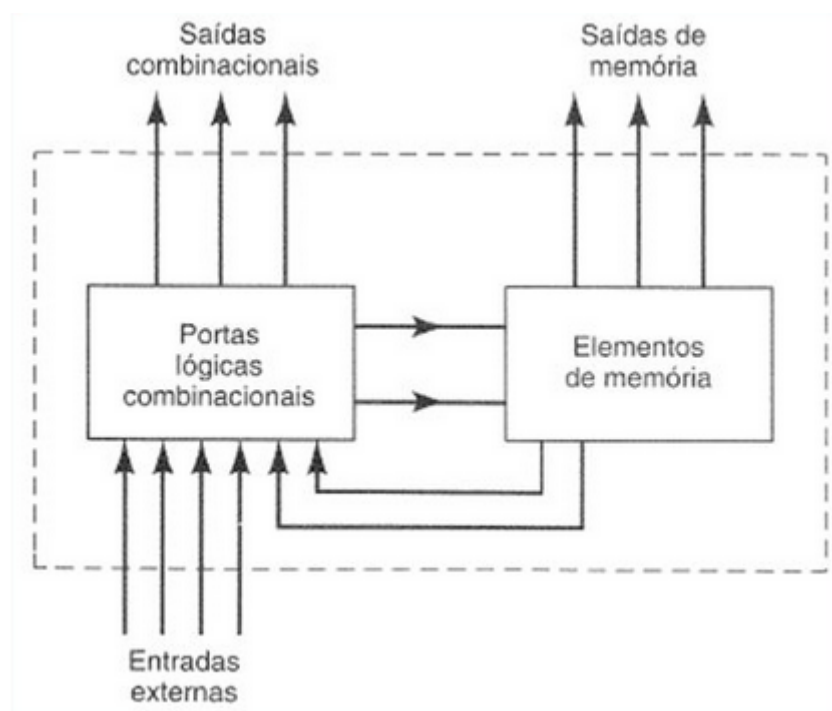 Saídas
combinacionais
Saídas de
memória
Portas
lógicas
combinacionais
Elementos
de memória
Entradas
externas